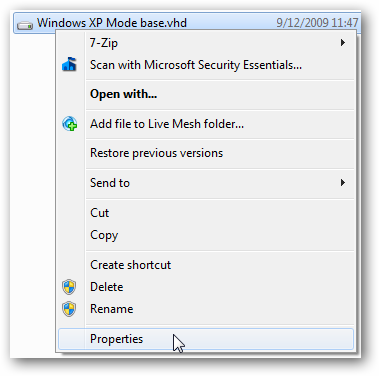 Windows XP Mode base.vhd 9/12/2009 11:47
7-Zip
Scan with Microsoft Security Essentials...
Open with...
Add file to Live Mesh folder...
Restore previous versions
Send to
Cut
Copy
Create shortcut
Delete
Rename
Properties